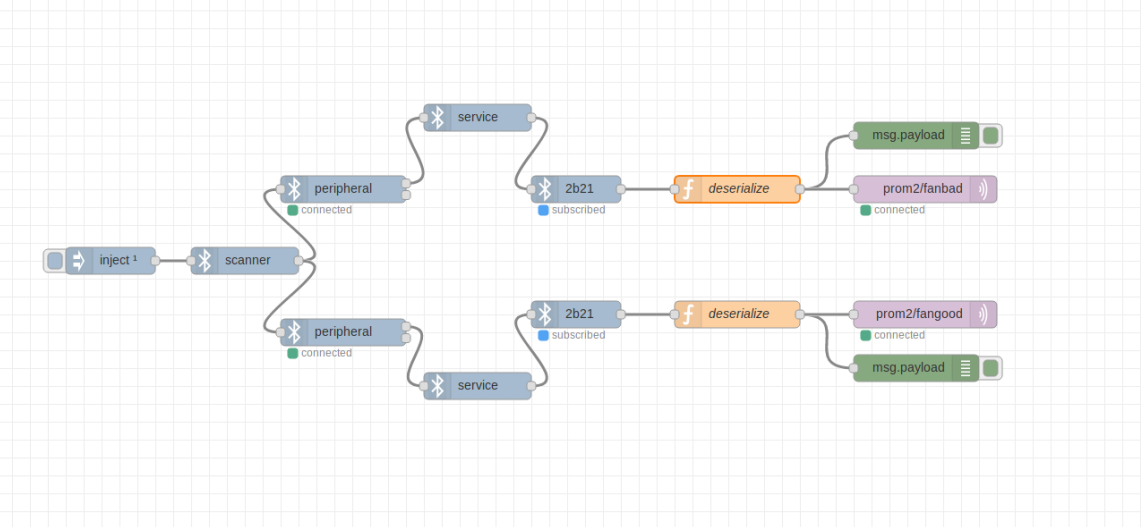 service
msg.payload
peripheral
2b21
deserialize
prom2/fanbad
connected
subscribed
connected
inject ¹
scanner
2b21
deserialize
prom2/fangood
peripheral
subscribed
connected
connected
msg.payload
service